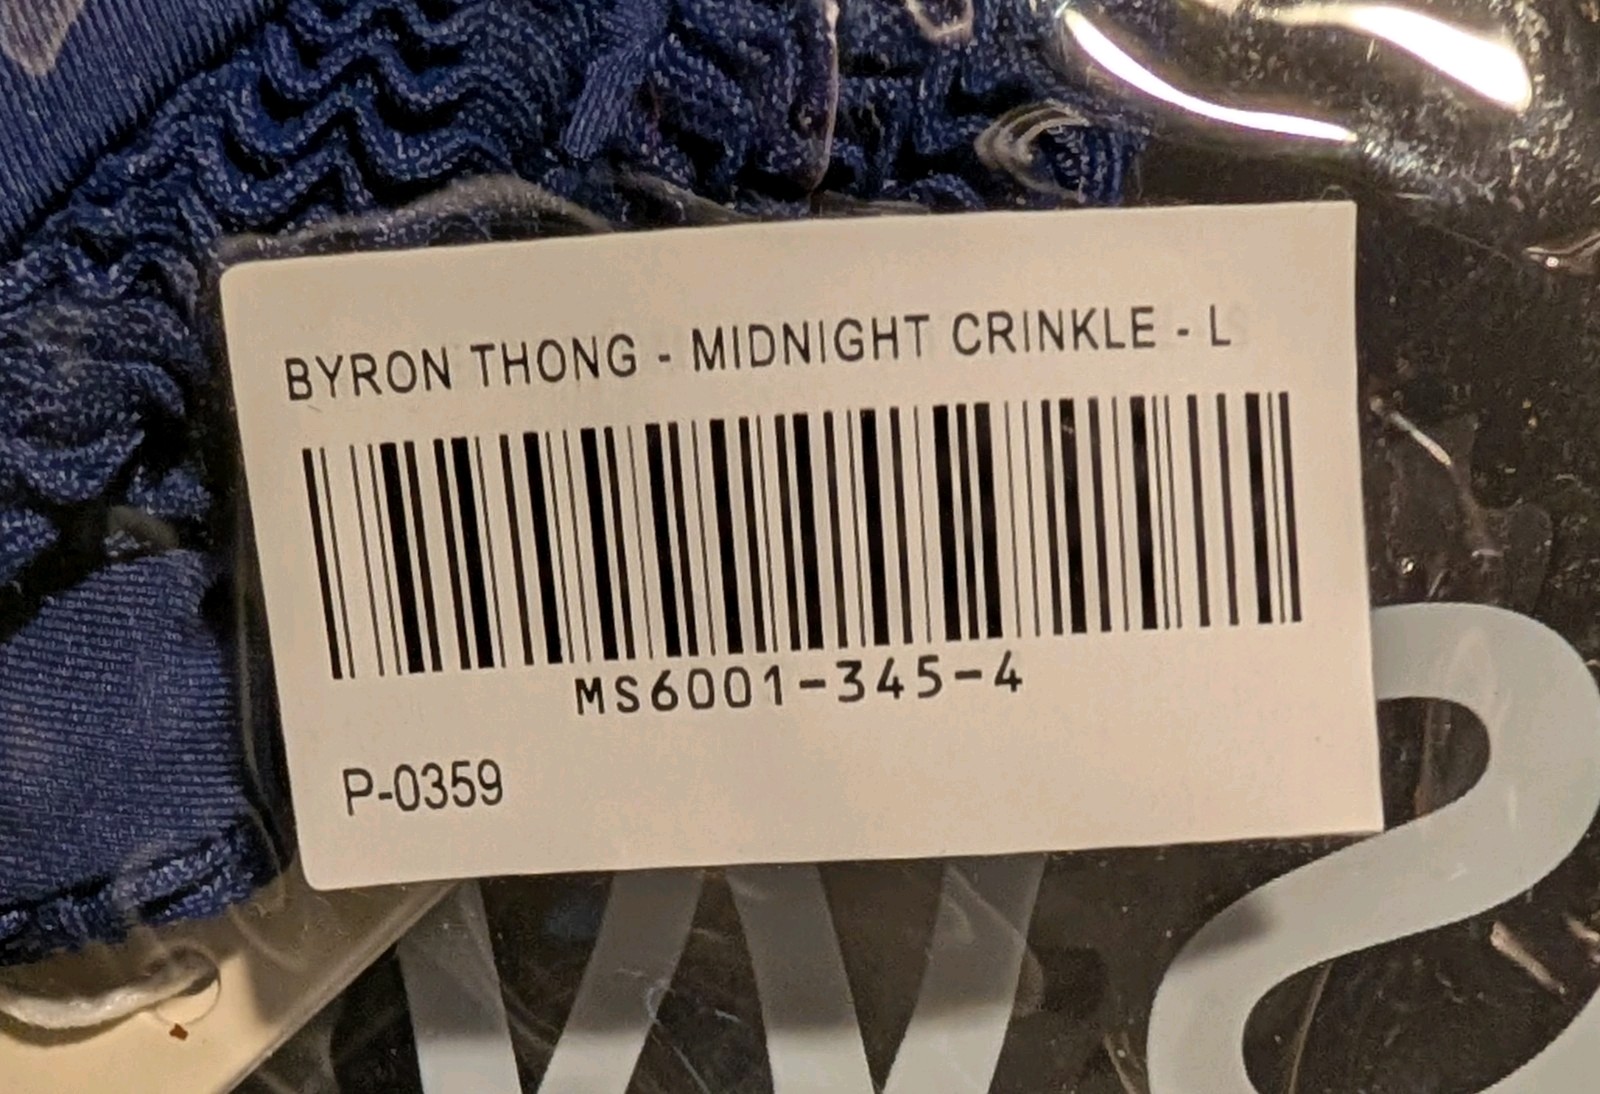 BYRON THONG - MIDNIGHT CRINKLE - L
MS6001-345-4
P-0359